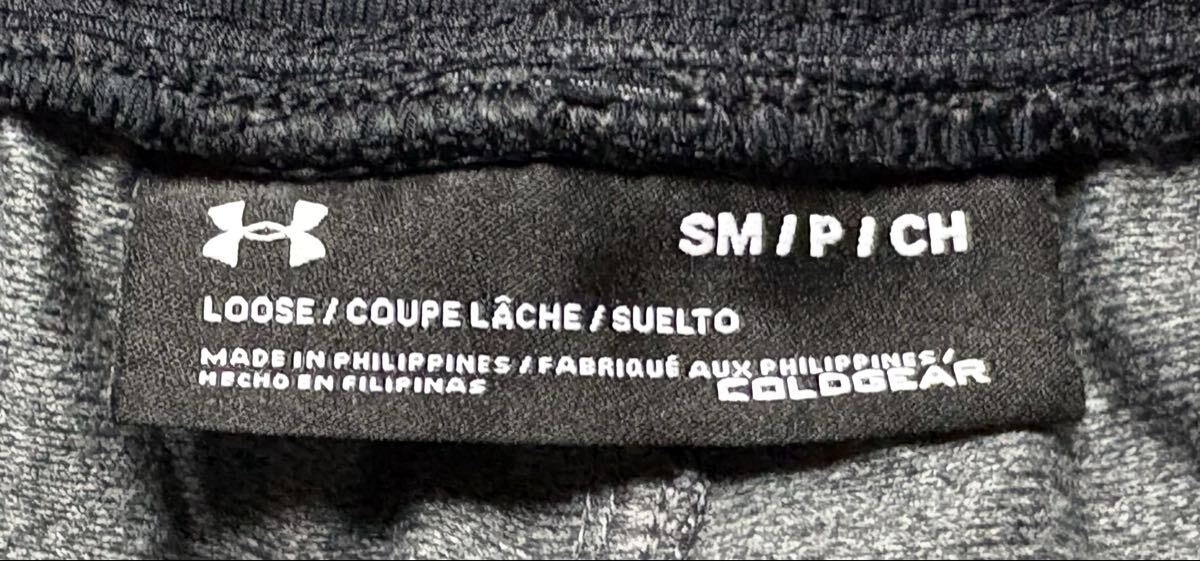 SM / P / CH
LOOSE / COUPE LÂCHE / SUELTO
MADE IN PHILIPPINES / FABRIQUÉ AUX PHILIPPINES /
HECHO EN FILIPINAS
COLDGEAR